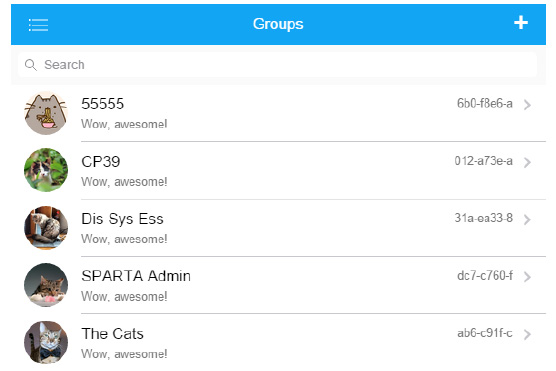 Groups
Search
55555 6b0-f8e6-a
Wow, awesome!
CP39 012-a73e-a
Wow, awesome!
Dis Sys Ess 31a-ea33-8
Wow, awesome!
SPARTA Admin dc7-c760-f
Wow, awesome!
The Cats ab6-c91f-c
Wow, awesome!